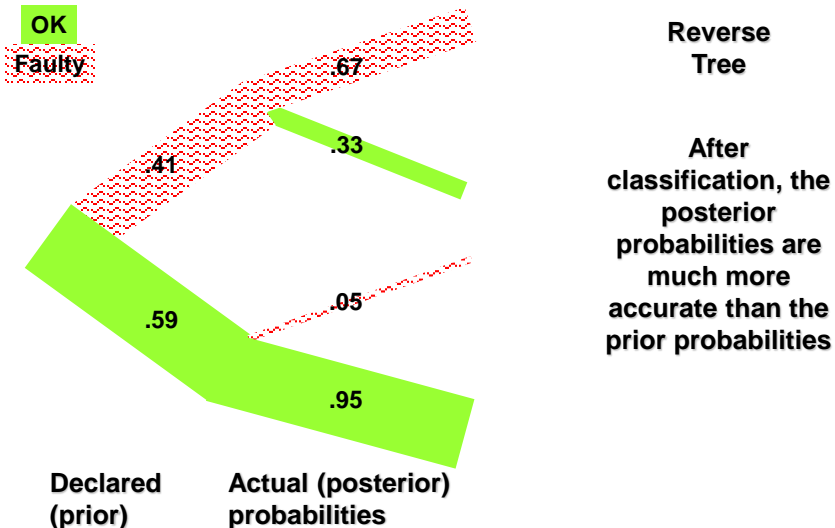 OK
Faulty
.67
.33
.41
.59
.05
.95
Reverse
Tree
After
classification, the
posterior
probabilities are
much more
accurate than the
prior probabilities
Declared
(prior)
Actual (posterior)
probabilities